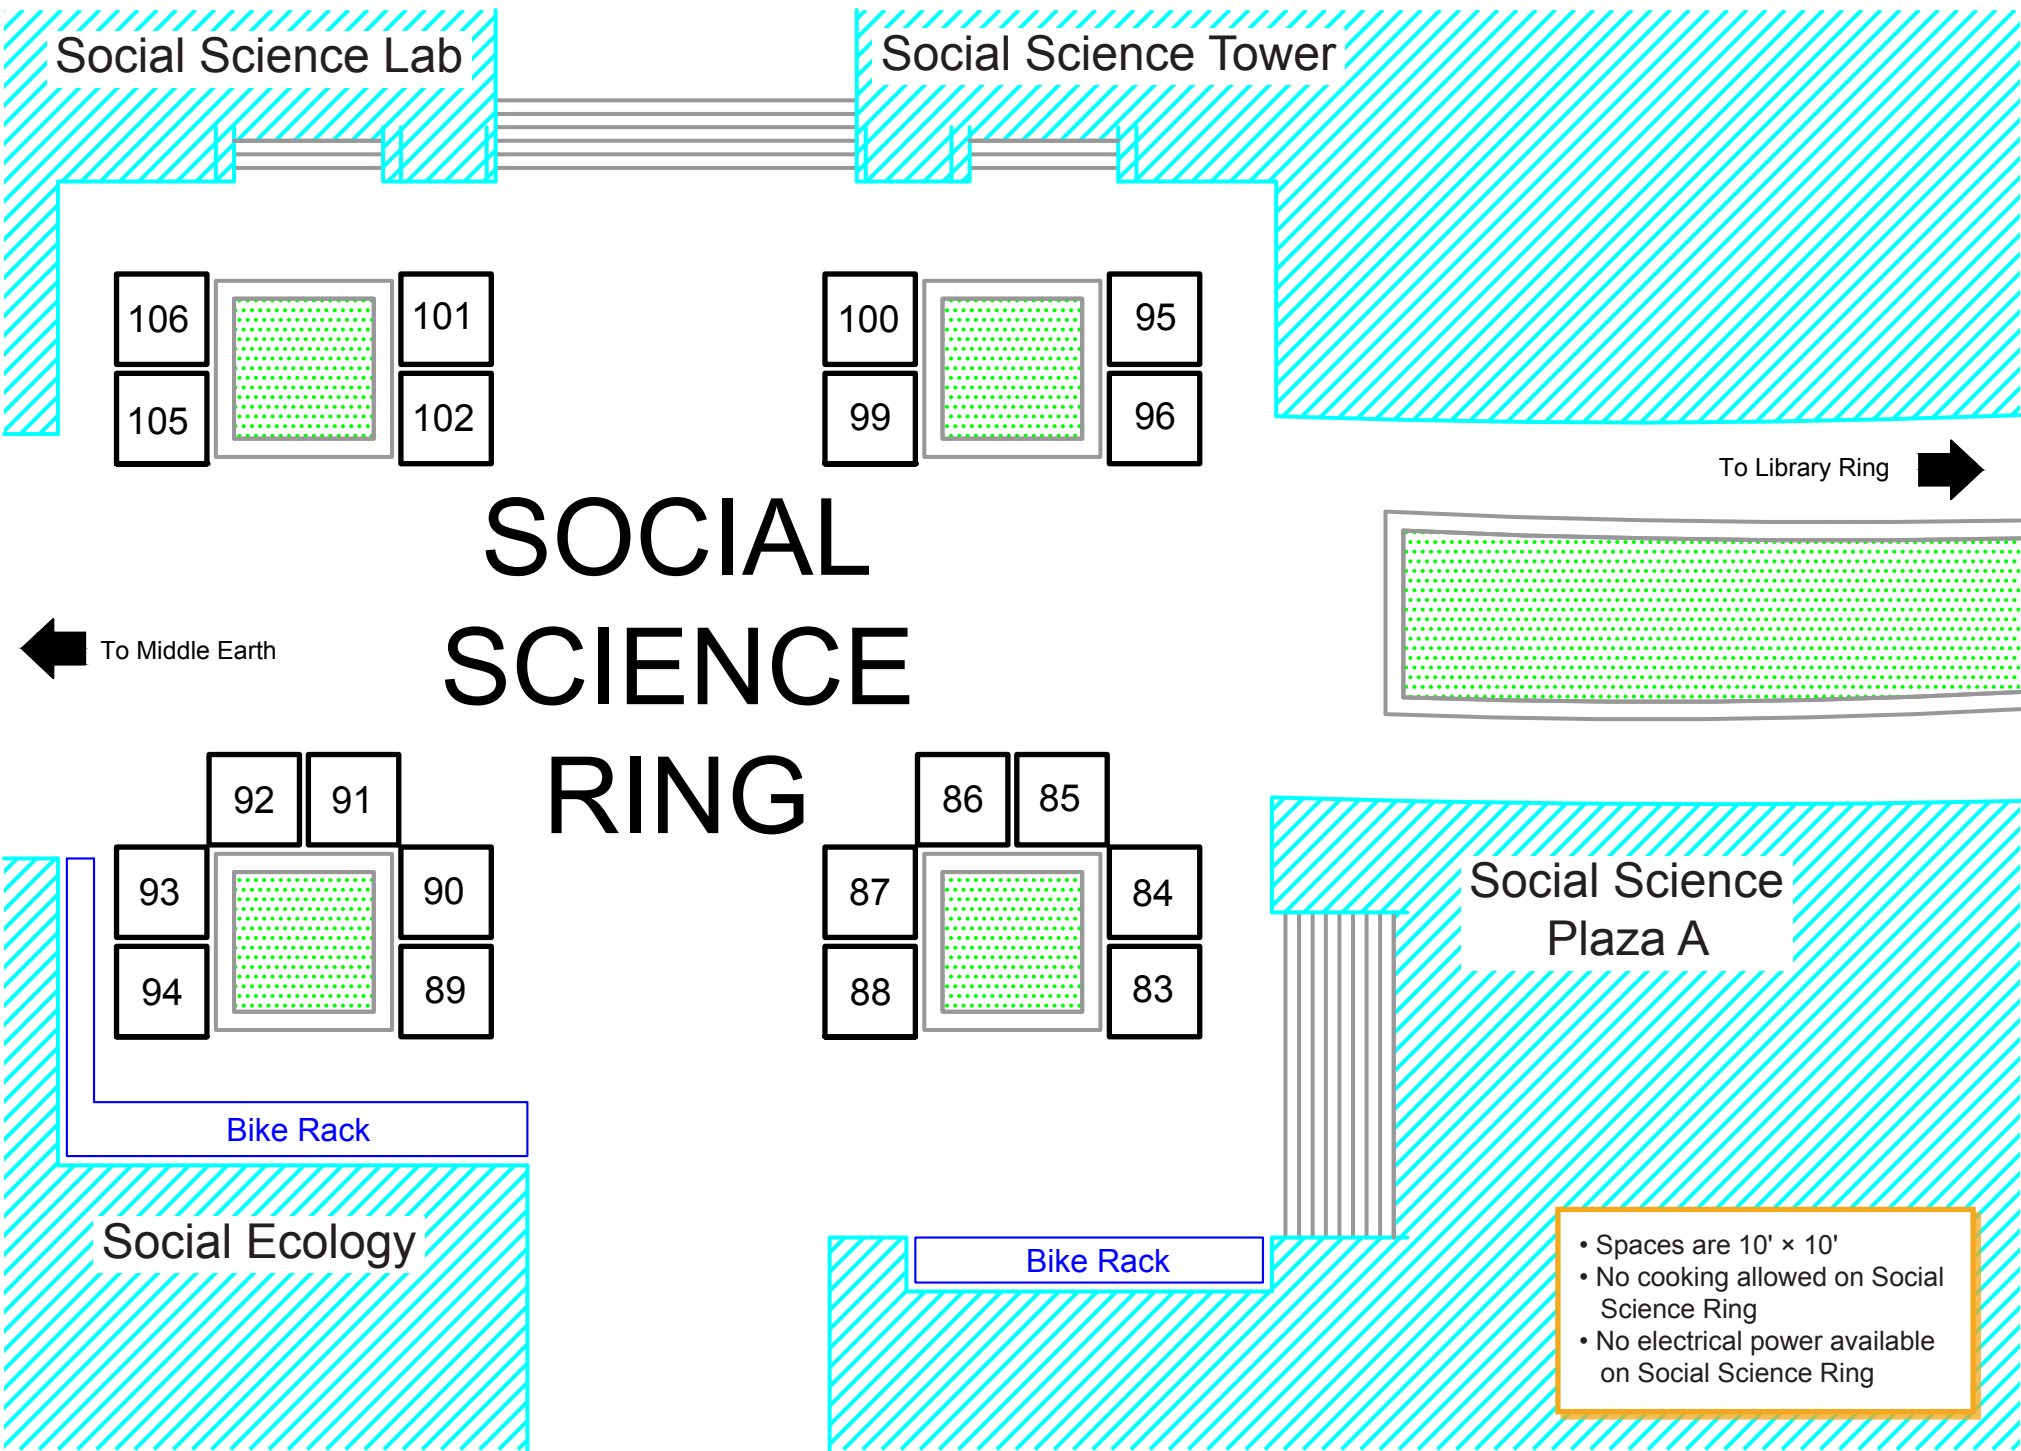 Social Science Lab
Social Science Tower
106
101
100
95
105
102
99
96
To Library Ring
SOCIAL
SCIENCE
RING
To Middle Earth
92
91
86
85
93
90
87
84
94
89
88
83
Social Science
Plaza A
Bike Rack
Social Ecology
Bike Rack
• Spaces are 10' × 10'
• No cooking allowed on Social
Science Ring
• No electrical power available
on Social Science Ring